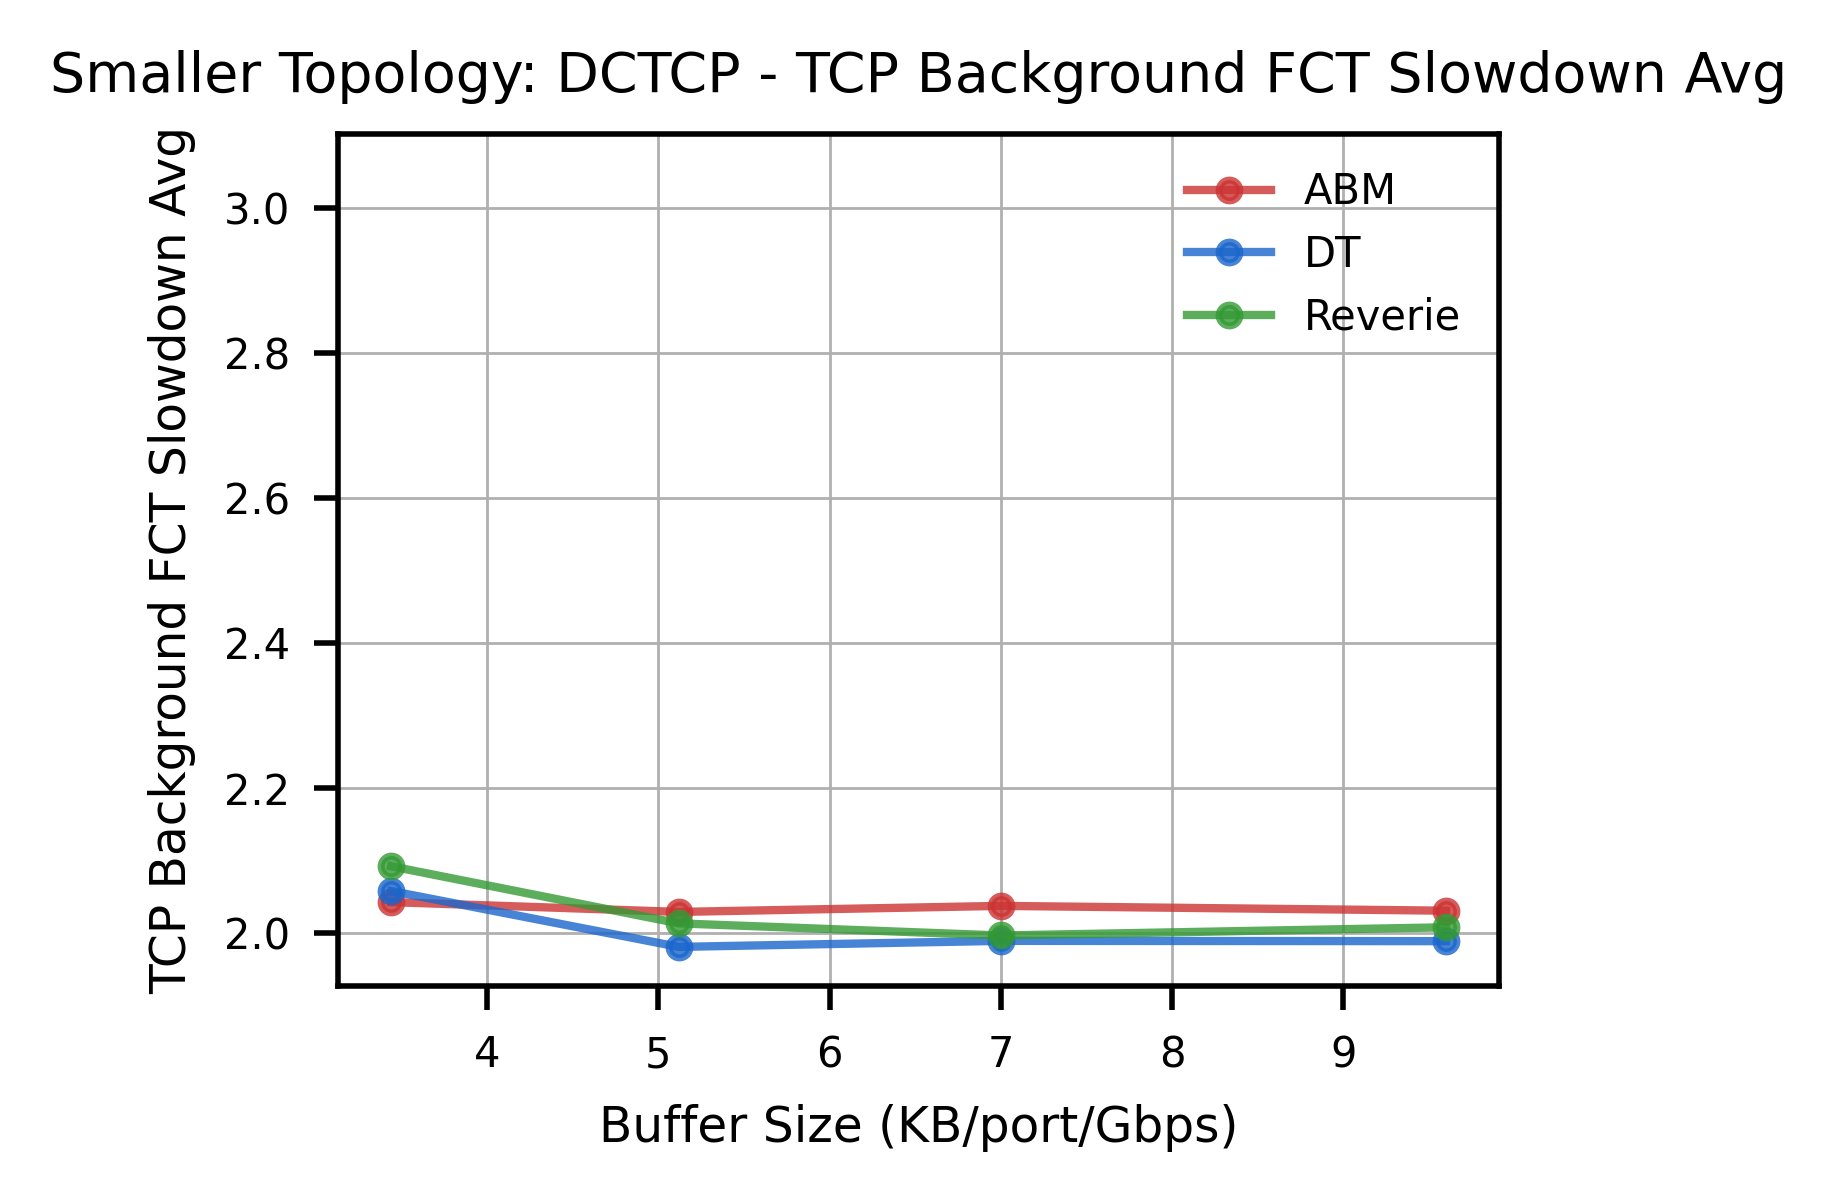 Smaller Topology: DCTCP - TCP Background FCT Slowdown Avg
TCP Background FCT Slowdown Avg
3.0
2.8
2.6
2.4
2.2
2.0
ABM
DT
Reverie
4 5 6 7 8 9
Buffer Size (KB/port/Gbps)